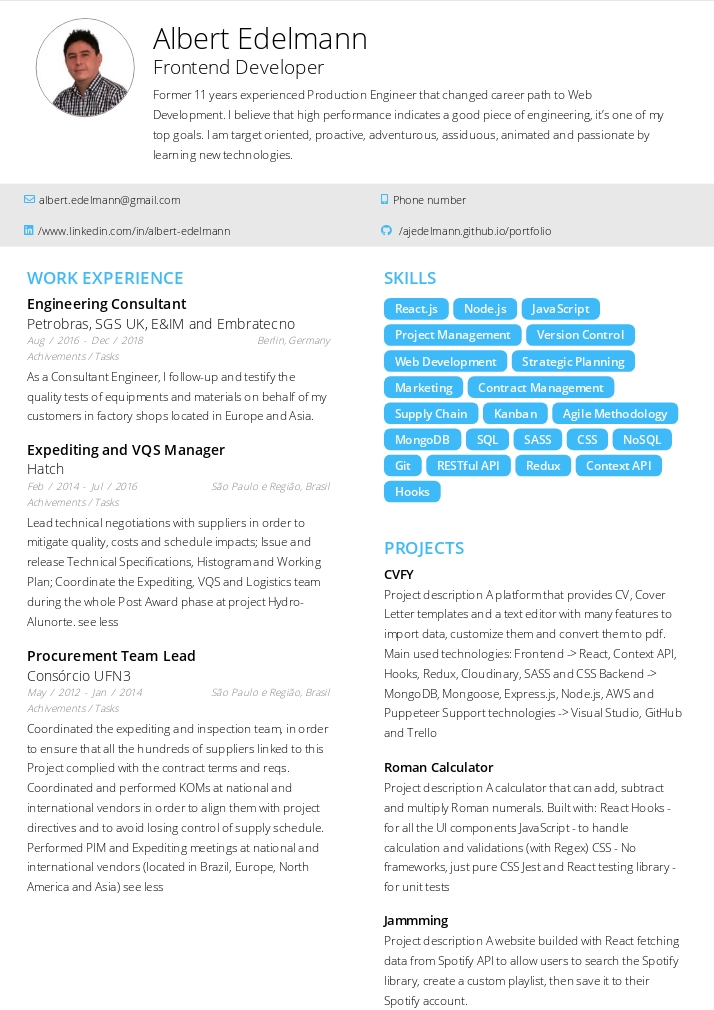 Albert Edelmann
Frontend Developer
Former 11 years experienced Production Engineer that changed career path to Web
Development. I believe that high performance indicates a good piece of engineering, it's one of my
top goals. I am target oriented, proactive, adventurous, assiduous, animated and passionate by
learning new technologies.
albert.edelmann@gmail.com
Phone number
/www.linkedin.com/in/albert-edelmann
/ajedelmann.github.io/portfolio
WORK EXPERIENCE
Engineering Consultant
Petrobras, SGS UK, E&IM and Embratecno
Aug / 2016 - Dec / 2018 Berlin, Germany
Achivements / Tasks
As a Consultant Engineer, I follow-up and testify the
quality tests of equipments and materials on behalf of my
customers in factory shops located in Europe and Asia.
Expediting and VQS Manager
Hatch
Feb / 2014 - Jul / 2016 São Paulo e Região, Brasil
Achivements / Tasks
Lead technical negotiations with suppliers in order to
mitigate quality, costs and schedule impacts; Issue and
release Technical Specifications, Histogram and Working
Plan; Coordinate the Expediting, VQS and Logistics team
during the whole Post Award phase at project Hydro-
Alunorte. see less
Procurement Team Lead
Consórcio UFN3
May / 2012 - Jan / 2014 São Paulo e Região, Brasil
Achivements / Tasks
Coordinated the expediting and inspection team, in order
to ensure that all the hundreds of suppliers linked to this
Project complied with the contract terms and reqs.
Coordinated and performed KOMs at national and
international vendors in order to align them with project
directives and to avoid losing control of supply schedule.
Performed PIM and Expediting meetings at national and
international vendors (located in Brazil, Europe, North
America and Asia) see less
SKILLS
React.js Node.js JavaScript
Project Management Version Control
Web Development Strategic Planning
Marketing Contract Management
Supply Chain Kanban Agile Methodology
MongoDB SQL SASS CSS NoSQL
Git RESTful API Redux Context API
Hooks
PROJECTS
CVFY
Project description A platform that provides CV, Cover
Letter templates and a text editor with many features to
import data, customize them and convert them to pdf.
Main used technologies: Frontend -> React, Context API,
Hooks, Redux, Cloudinary, SASS and CSS Backend ->
MongoDB, Mongoose, Express.js, Node.js, AWS and
Puppeteer Support technologies -> Visual Studio, GitHub
and Trello
Roman Calculator
Project description A calculator that can add, subtract
and multiply Roman numerals. Built with: React Hooks -
for all the UI components JavaScript - to handle
calculation and validations (with Regex) CSS - No
frameworks, just pure CSS Jest and React testing library -
for unit tests
Jammming
Project description A website builded with React fetching
data from Spotify API to allow users to search the Spotify
library, create a custom playlist, then save it to their
Spotify account.